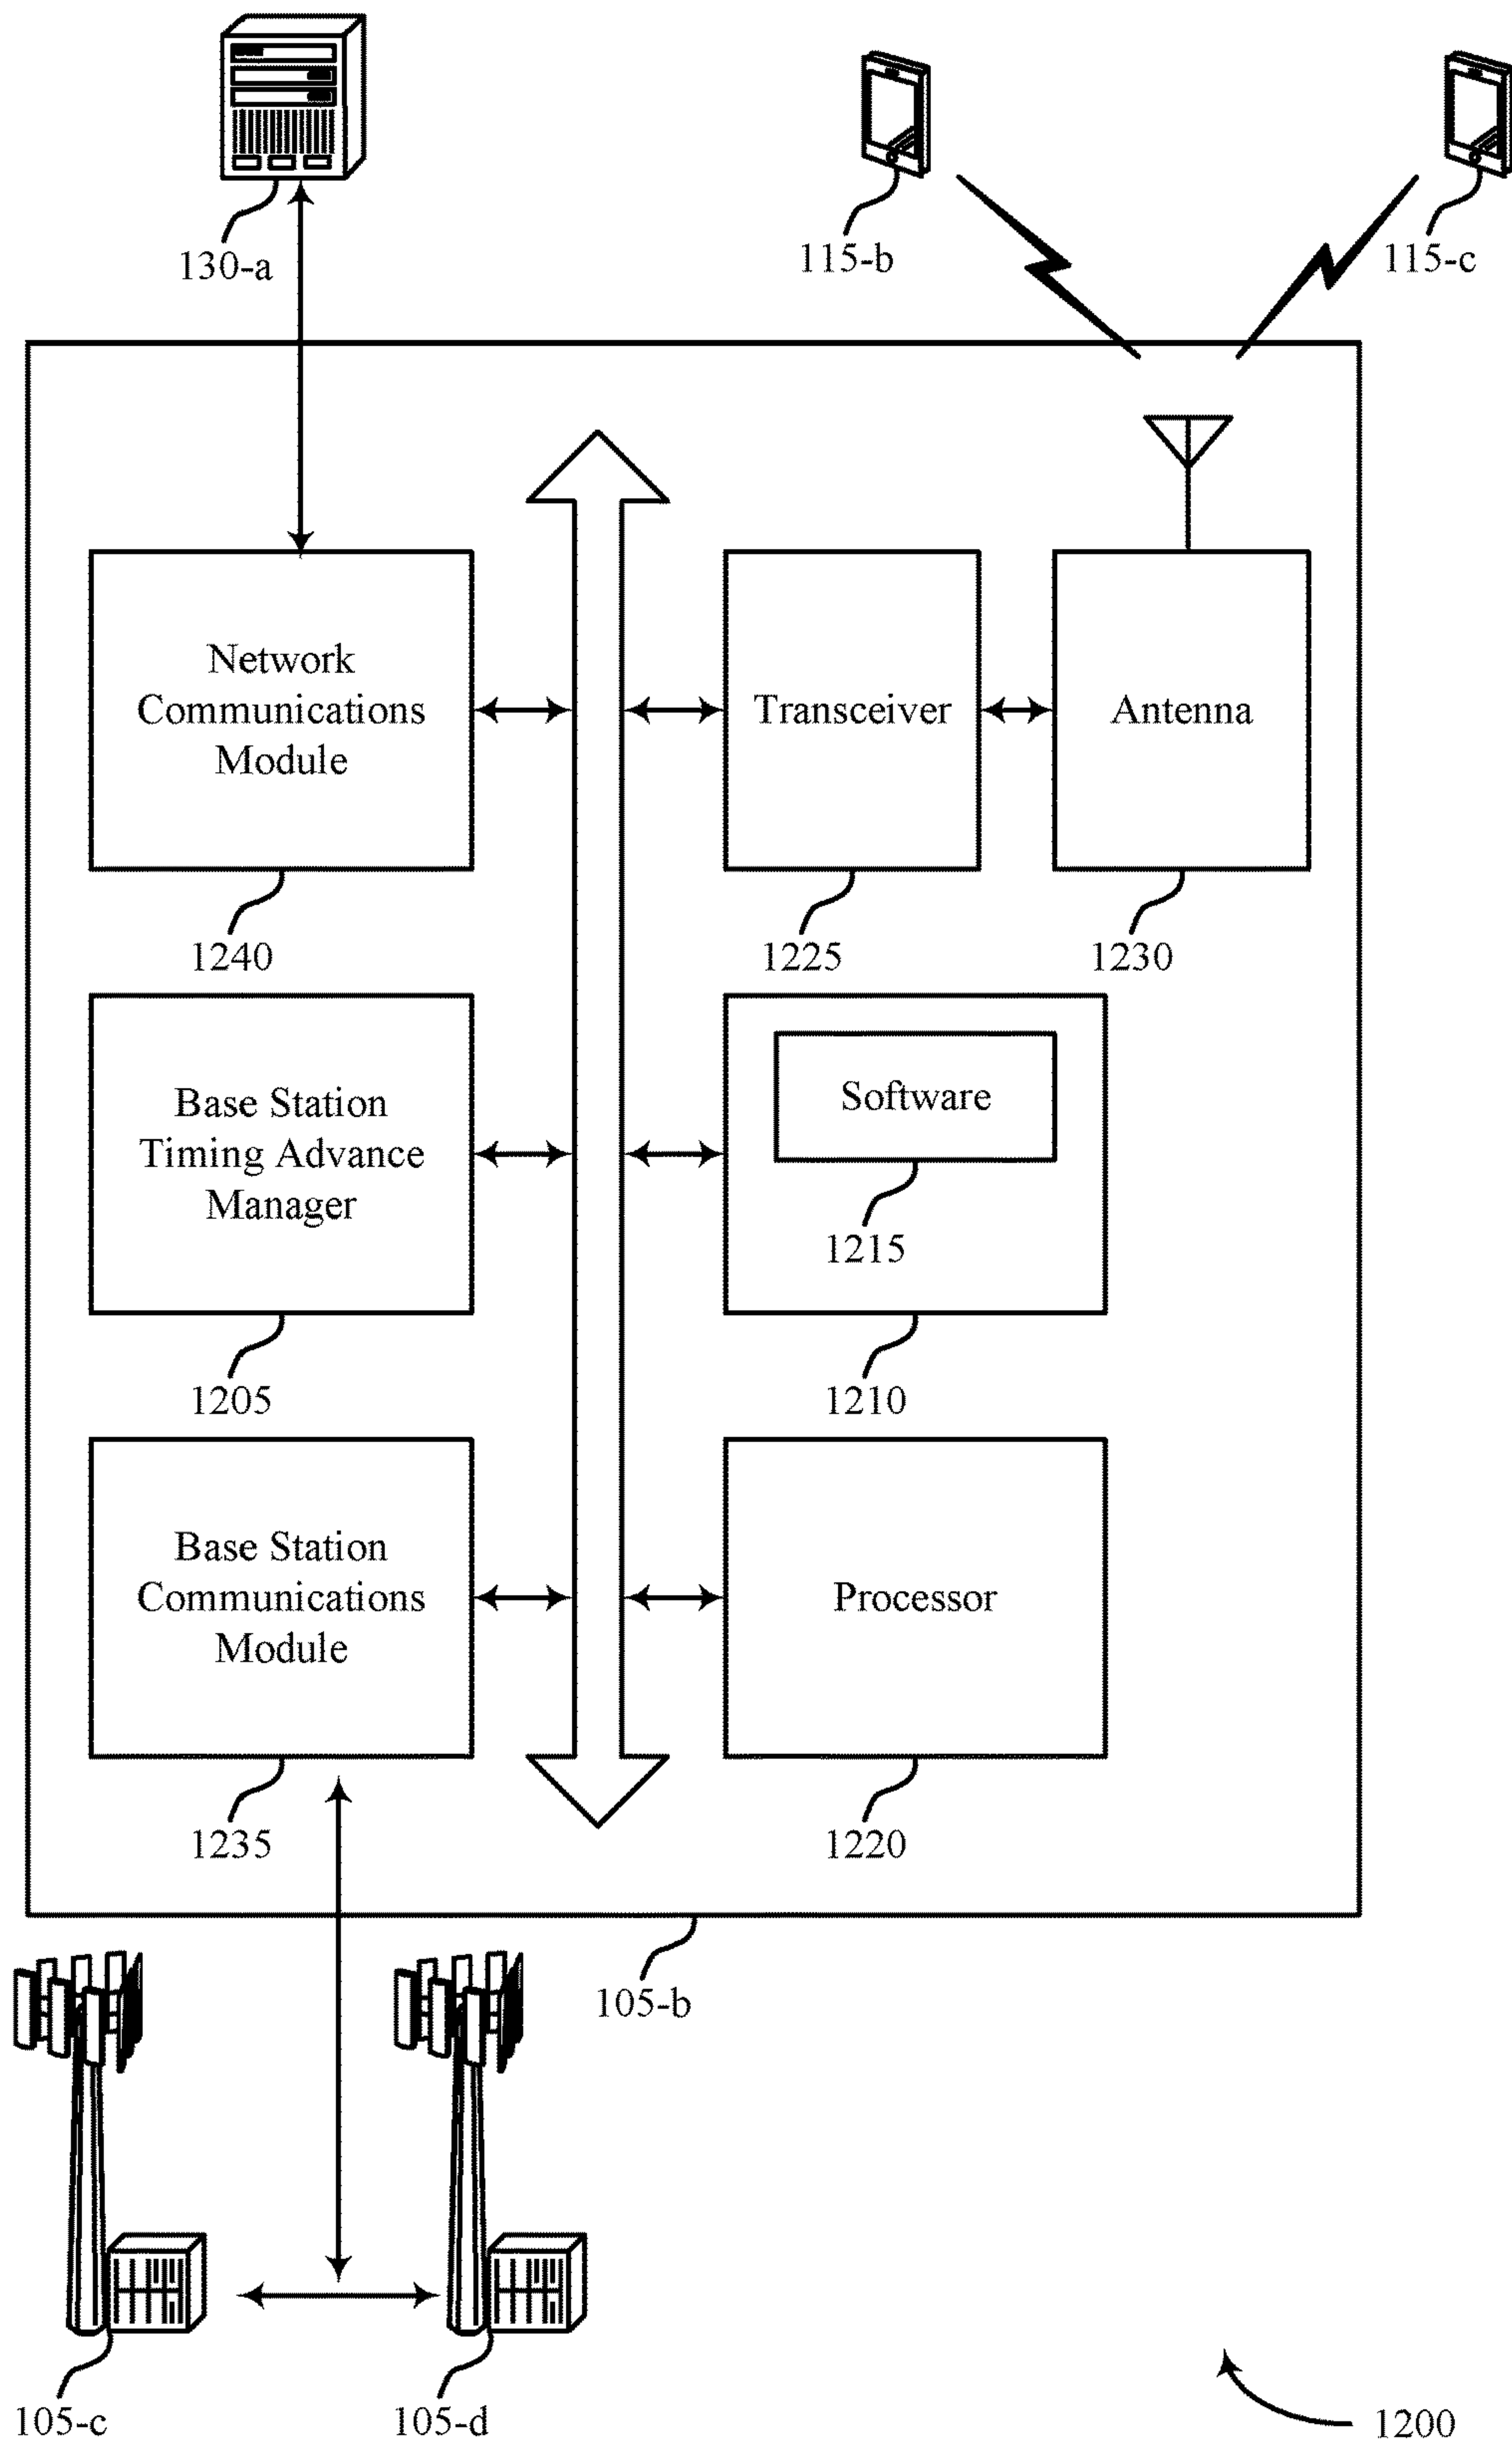 130-a
115-b
115-c
Network
Communications
Module
Transceiver
Antenna
1240
1225
1230
Base Station
Timing Advance
Manager
Software
1215
1205
1210
Base Station
Communications
Module
Processor
1235
1220
105-b
105-c
105-d
1200